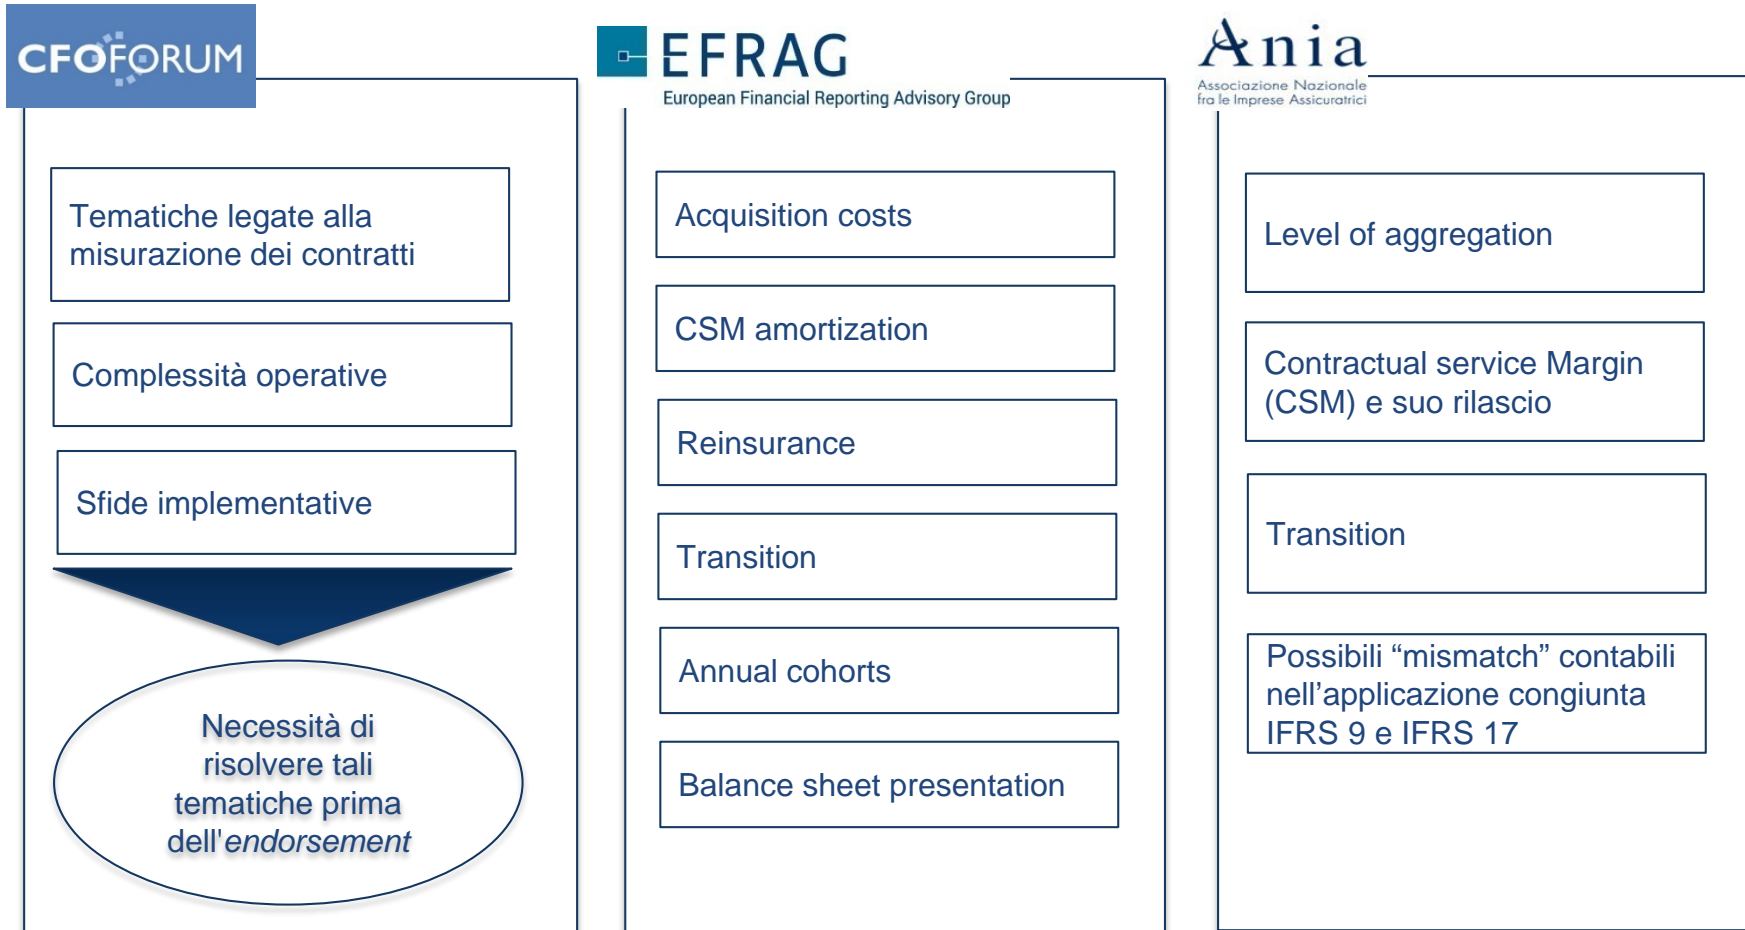 CFOFORUM
Tematiche legate alla
misurazione dei contratti
Complessità operative
Sfide implementative
Necessità di
risolvere tali
tematiche prima
dell'endorsement
EFRAG
European Financial Reporting Advisory Group
Acquisition costs
CSM amortization
Reinsurance
Transition
Annual cohorts
Balance sheet presentation
Ania
Associazione Nazionale
fra le Imprese Assicuratrici
Level of aggregation
Contractual service Margin
(CSM) e suo rilascio
Transition
Possibili “mismatch” contabili
nell’applicazione congiunta
IFRS 9 e IFRS 17